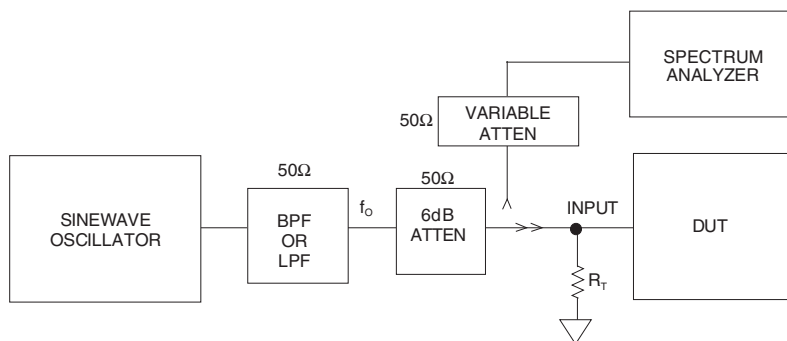 SPECTRUM
ANALYZER
50Ω
VARIABLE
ATTEN
50Ω
50Ω
SINEWAVE
OSCILLATOR
BPF
OR
LPF
fO
6dB
ATTEN
INPUT
DUT
RT